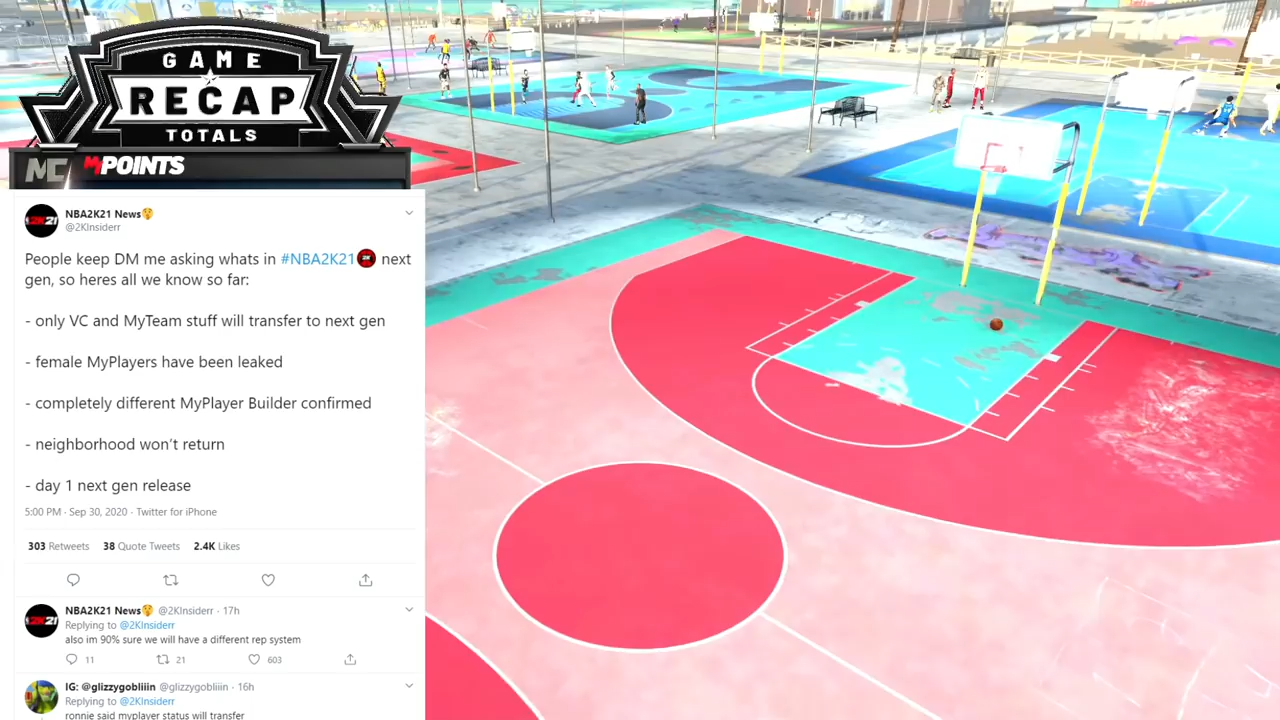 GAME
RECAP
TOTALS
MC MYPOINTS
NBA2K21 News🤫
@2KInsiderr
People keep DM me asking whats in #NBA2K21 next
gen, so heres all we know so far:
- only VC and MyTeam stuff will transfer to next gen
- female MyPlayers have been leaked
- completely different MyPlayer Builder confirmed
- neighborhood won't return
- day 1 next gen release
5:00 PM · Sep 30, 2020 · Twitter for iPhone
303 Retweets 38 Quote Tweets 2.4K Likes
NBA2K21 News🤫 @2KInsiderr · 17h
Replying to @2KInsiderr
also im 90% sure we will have a different rep system
11 21 603
IG: @glizzygobliiin @glizzygobliiin · 16h
Replying to @2KInsiderr
ronnie said myplayer status will transfer